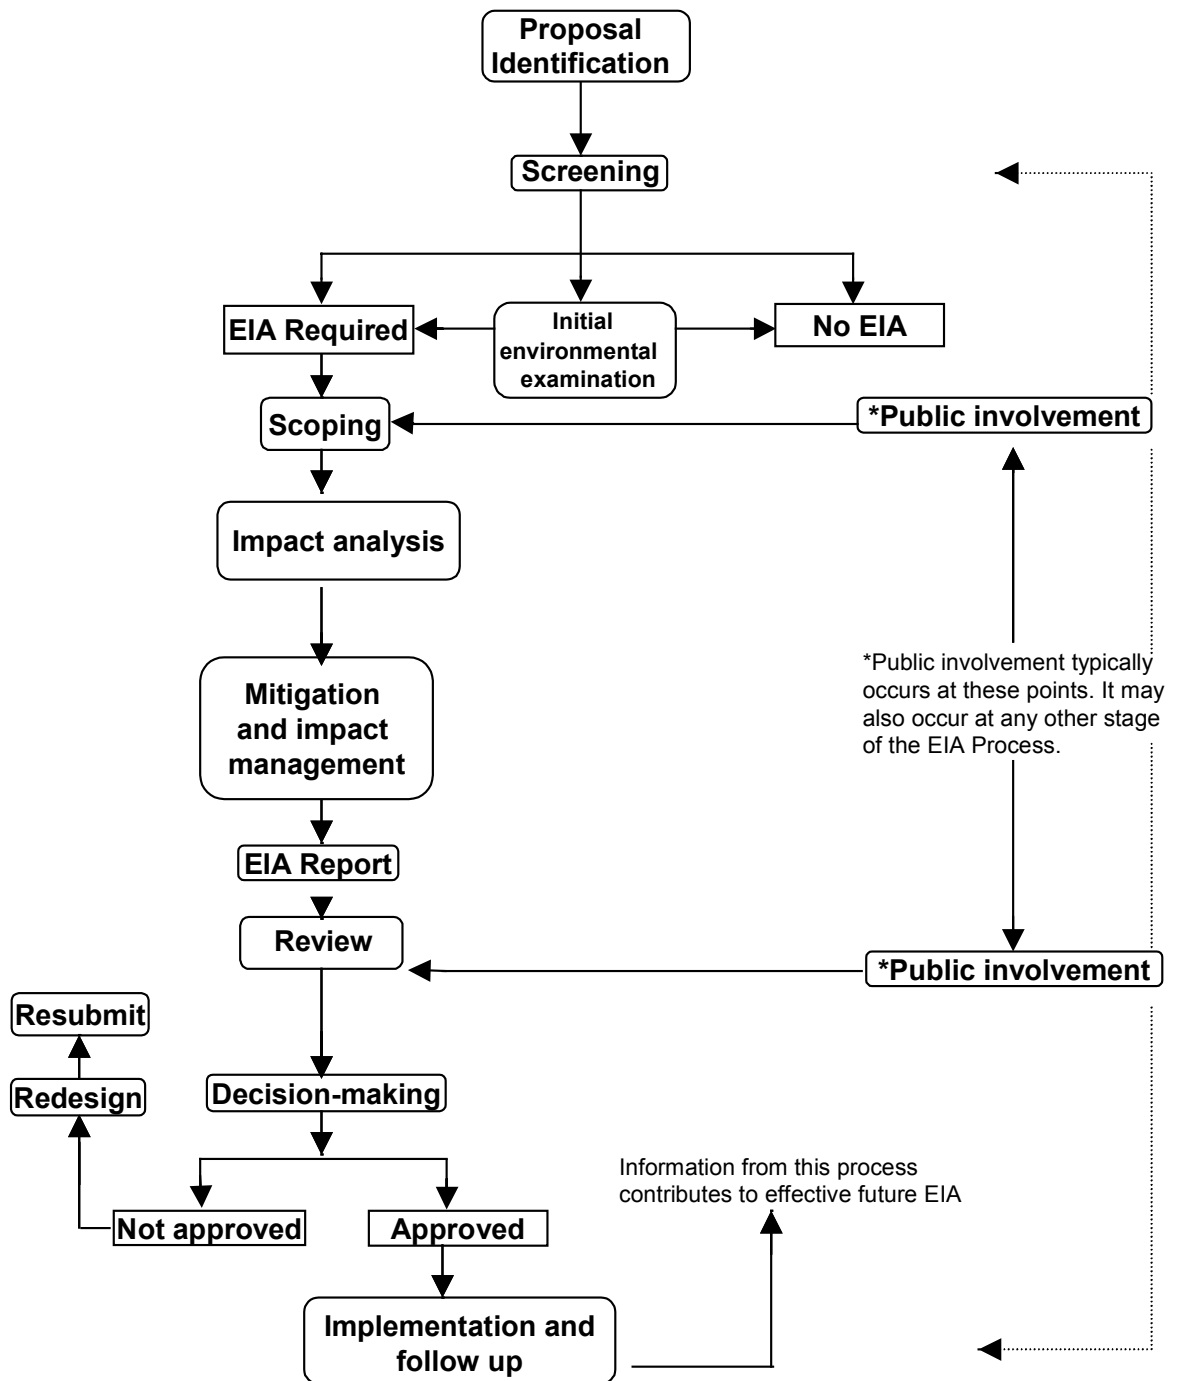 Proposal
Identification
Screening
EIA Required
Initial
environmental
examination
No EIA
Scoping
*Public involvement
Impact analysis
*Public involvement typically
occurs at these points. It may
also occur at any other stage
of the EIA Process.
Mitigation
and impact
management
EIA Report
Review
*Public involvement
Resubmit
Redesign
Decision-making
Information from this process
contributes to effective future EIA
Not approved
Approved
Implementation and
follow up